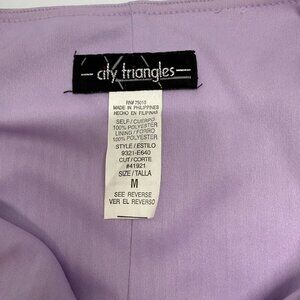 city triangles
RN# 75010
MADE IN PHILIPPINES
HECHO EN FILIPINAS
SELF / CUERPO
100% POLYESTER
LINING / FORRO
100% POLYESTER
STYLE / ESTILO
9321-E640
CUT / CORTE
#41921
SIZE / TALLA
M
SEE REVERSE
VER EL REVERSO